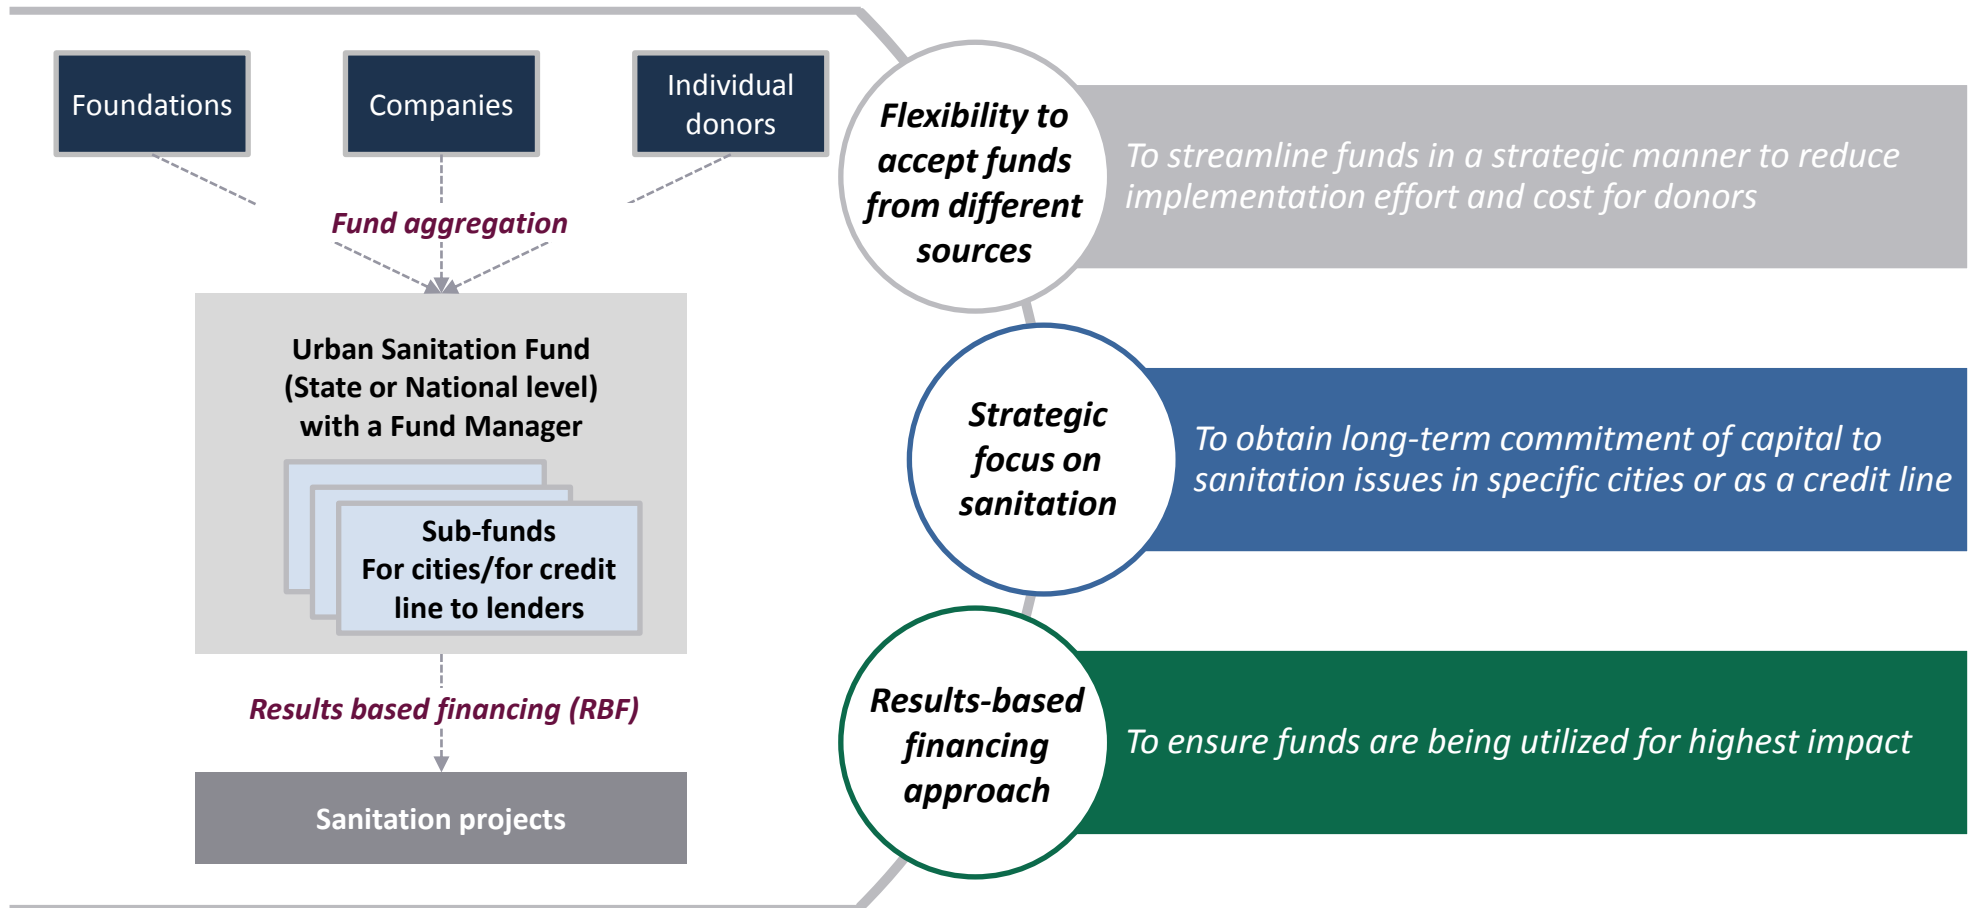 Foundations
Companies
Individual
donors
Fund aggregation
Urban Sanitation Fund
(State or National level)
with a Fund Manager
Sub-funds
For cities/for credit
line to lenders
Results based financing (RBF)
Sanitation projects
Flexibility to
accept funds
from different
sources
To streamline funds in a strategic manner to reduce
implementation effort and cost for donors
Strategic
focus on
sanitation
To obtain long-term commitment of capital to
sanitation issues in specific cities or as a credit line
Results-based
financing
approach
To ensure funds are being utilized for highest impact